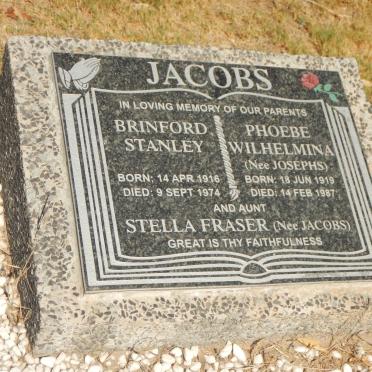 JACOBS
IN LOVING MEMORY OF OUR PARENTS
BRINFORD STANLEY
BORN: 14 APR 1916
DIED: 9 SEPT 1974
PHOEBE WILHELMINA
(Nee JOSEPHS)
BORN: 18 JUN 1919
DIED: 14 FEB 1987
AND AUNT
STELLA FRASER (Nee JACOBS)
GREAT IS THY FAITHFULNESS